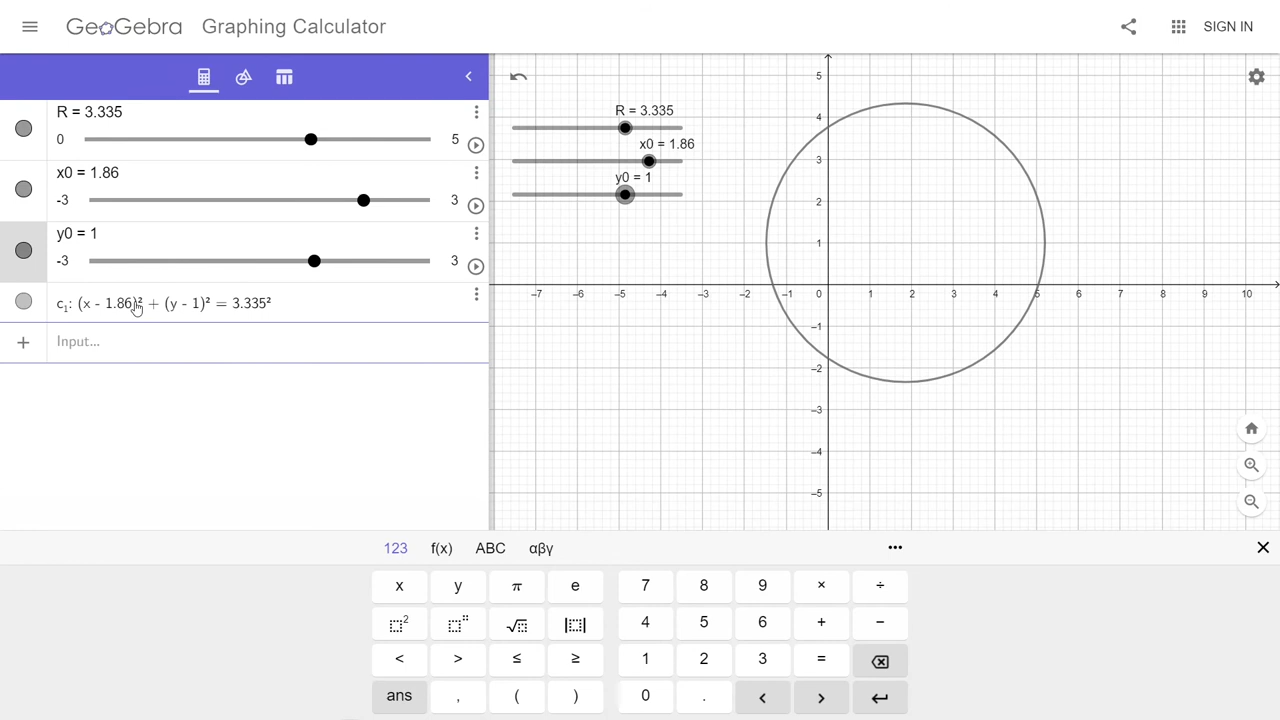 GeoGebra Graphing Calculator
SIGN IN
R = 3.335
0 5
x0 = 1.86
-3 3
y0 = 1
-3 3
c₁: (x - 1.86)² + (y - 1)² = 3.335²
Input...
R = 3.335
x0 = 1.86
y0 = 1
5
4
3
2
1
–7 –6 –5 –4 –3 –2 –1 0 1 2 3 4 5 6 7 8 9 10
–1
–2
–3
–4
–5
123 f(x) ABC αβγ •••
x y π e 7 8 9 × ÷
2 √ 4 5 6 + −
< > ≤ ≥ 1 2 3 =
ans , ( ) 0 . < >